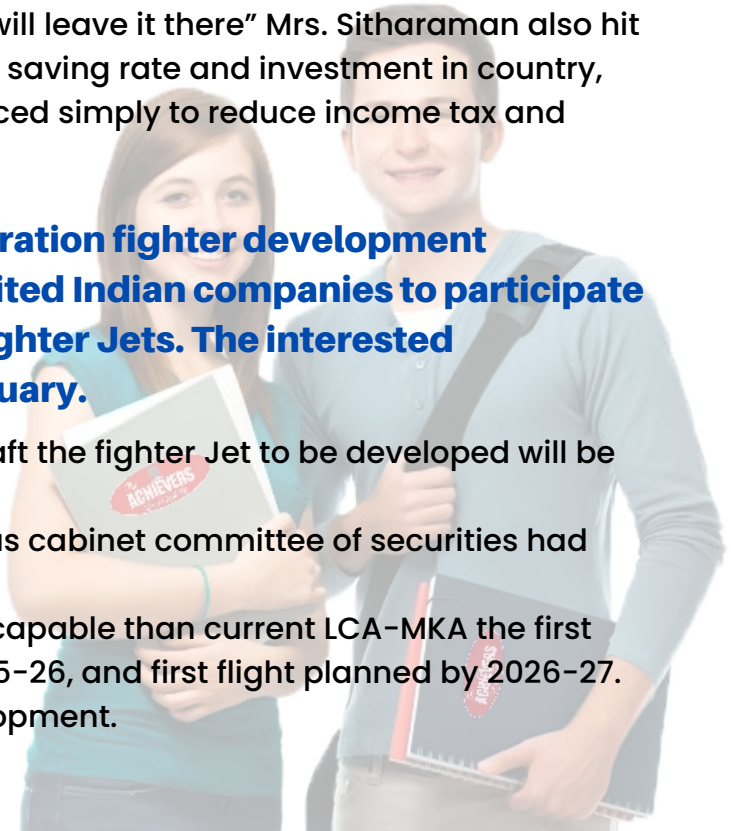 will leave it there” Mrs. Sitharaman also hit
saving rate and investment in country,
ced simply to reduce income tax and
ration fighter development
ited Indian companies to participate
ghter Jets. The interested
uary.
aft the fighter Jet to be developed will be
ACHIEVERS
as cabinet committee of securities had
capable than current LCA-MKA the first
5-26, and first flight planned by 2026-27.
ACHIEVERS
opment.